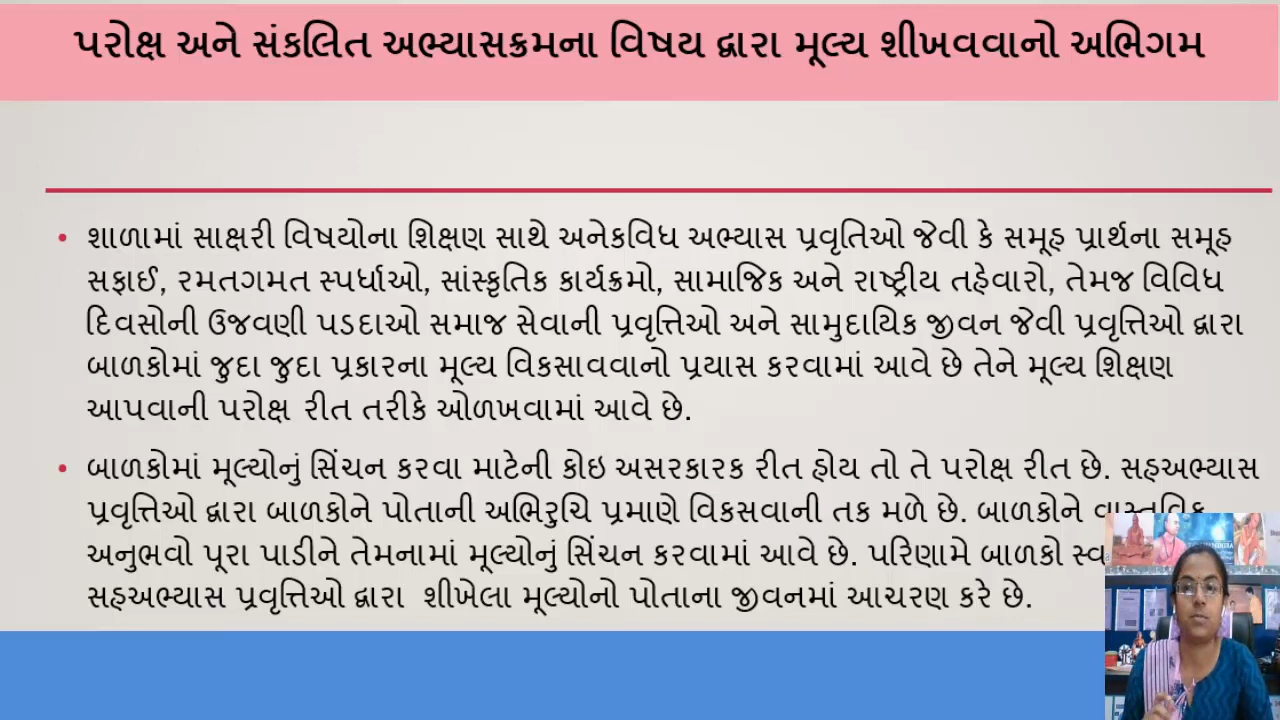 પરોક્ષ અને સંકલિત અભ્યાસક્રમના વિષય દ્વારા મૂલ્ય શીખવવાનો અભિગમ
• શાળામાં સાક્ષરી વિષયોના શિક્ષણ સાથે અનેકવિધ અભ્યાસ પ્રવૃતિઓ જેવી કે સમૂહ પ્રાર્થના સમૂહ
સફાઈ, રમતગમત સ્પર્ધાઓ, સાંસ્કૃતિક કાર્યક્રમો, સામાજિક અને રાષ્ટ્રીય તહેવારો, તેમજ વિવિધ
દિવસોની ઉજવણી પડદાઓ સમાજ સેવાની પ્રવૃત્તિઓ અને સામુદાયિક જીવન જેવી પ્રવૃત્તિઓ દ્વારા
બાળકોમાં જુદા જુદા પ્રકારના મૂલ્ય વિકસાવવાનો પ્રયાસ કરવામાં આવે છે તેને મૂલ્ય શિક્ષણ
આપવાની પરોક્ષ રીત તરીકે ઓળખવામાં આવે છે.
• બાળકોમાં મૂલ્યોનું સિંચન કરવા માટેની કોઇ અસરકારક રીત હોય તો તે પરોક્ષ રીત છે. સહઅભ્યાસ
પ્રવૃત્તિઓ દ્વારા બાળકોને પોતાની અભિરુચિ પ્રમાણે વિકસવાની તક મળે છે. બાળકોને વાસ્તવિક
અનુભવો પૂરા પાડીને તેમનામાં મૂલ્યોનું સિંચન કરવામાં આવે છે. પરિણામે બાળકો
સહઅભ્યાસ પ્રવૃત્તિઓ દ્વારા શીખેલા મૂલ્યોનો પોતાના જીવનમાં આચરણ કરે છે.